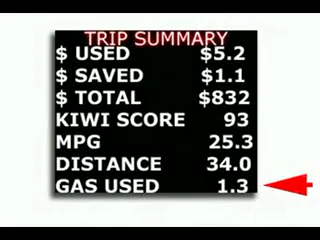 TRIP SUMMARY
$ USED $5.2
$ SAVED $1.1
$ TOTAL $832
KIWI SCORE 93
MPG 25.3
DISTANCE 34.0
GAS USED 1.3